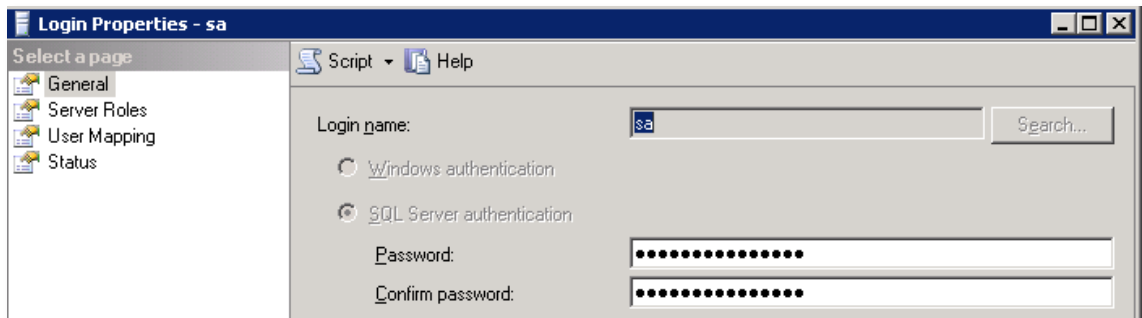 Login Properties - sa
Select a page
General
Server Roles
User Mapping
Status
Script Help
Login name: sa Search...
Windows authentication
SQL Server authentication
Password: ●●●●●●●●●●●●●●●
Confirm password: ●●●●●●●●●●●●●●●